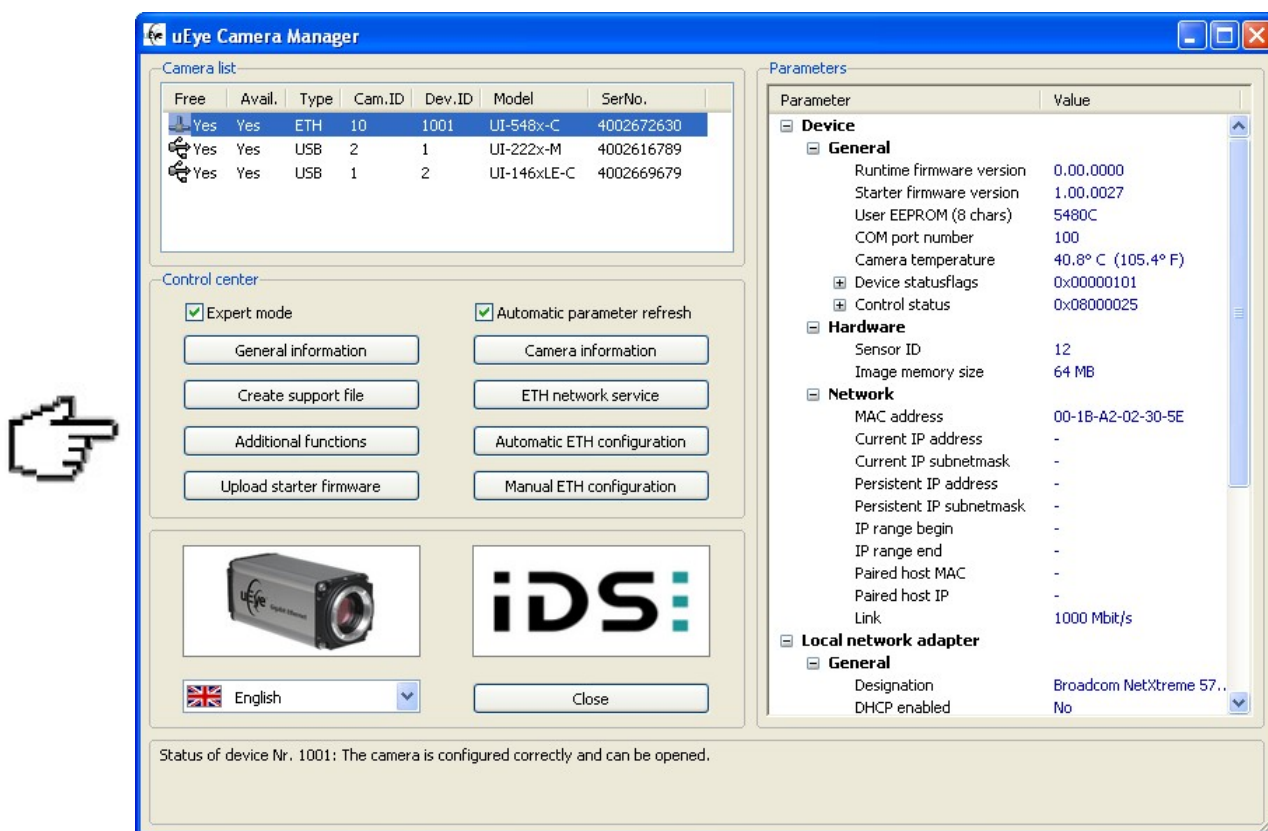 uEye Camera Manager
Camera list
Free Avail. Type Cam.ID Dev.ID Model SerNo.
Yes Yes ETH 10 1001 UI-548x-C 4002672630
Yes Yes USB 2 1 UI-222x-M 4002616789
Yes Yes USB 1 2 UI-146xLE-C 4002669679
Control center
Expert mode Automatic parameter refresh
General information Camera information
Create support file ETH network service
Additional functions Automatic ETH configuration
Upload starter firmware Manual ETH configuration
uEye Gigabit Ethernet
iDS
English Close
Parameters
Parameter Value
Device
General
Runtime firmware version 0.00.0000
Starter firmware version 1.00.0027
User EEPROM (8 chars) 5480C
COM port number 100
Camera temperature 40.8° C (105.4° F)
Device statusflags 0x00000101
Control status 0x08000025
Hardware
Sensor ID 12
Image memory size 64 MB
Network
MAC address 00-1B-A2-02-30-5E
Current IP address -
Current IP subnetmask -
Persistent IP address -
Persistent IP subnetmask -
IP range begin -
IP range end -
Paired host MAC -
Paired host IP -
Link 1000 Mbit/s
Local network adapter
General
Designation Broadcom NetXtreme 57..
DHCP enabled No
Status of device Nr. 1001: The camera is configured correctly and can be opened.